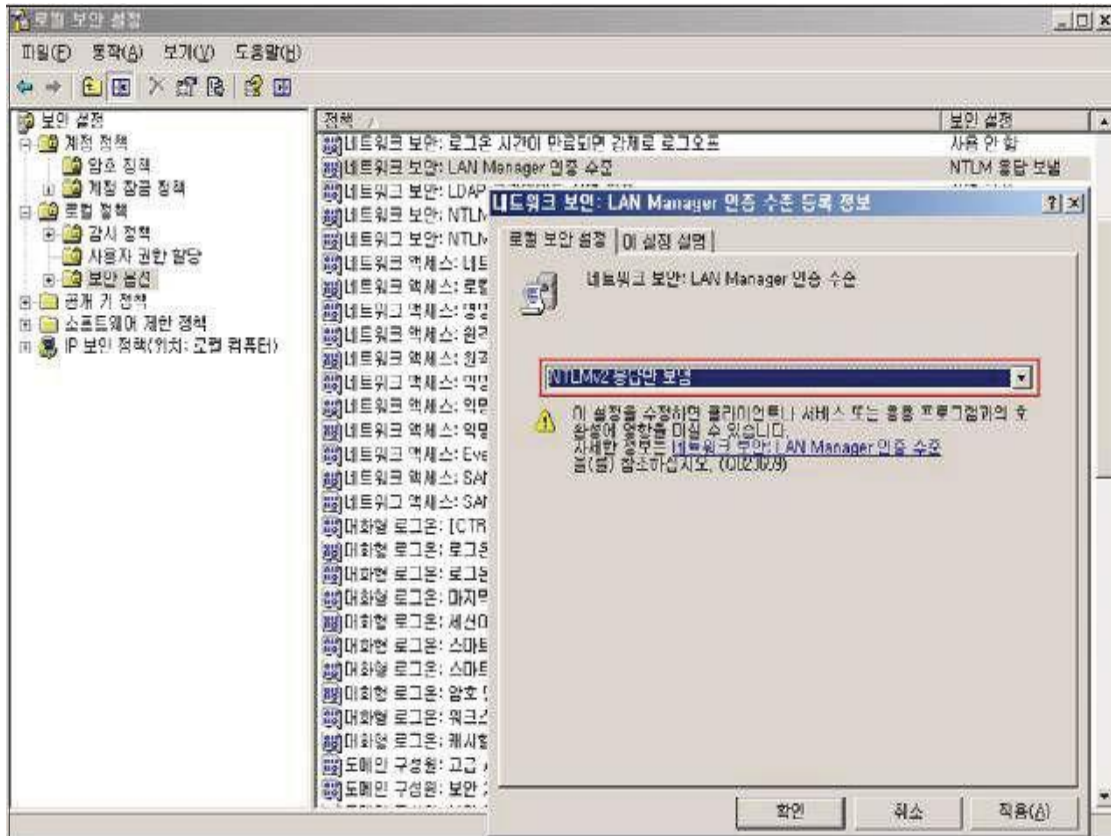 로컬 보안 설정
파일(F) 동작(A) 보기(V) 도움말(H)
보안 설정
계정 정책
암호 정책
계정 잠금 정책
로컬 정책
감사 정책
사용자 권한 할당
보안 옵션
공개 키 정책
소프트웨어 제한 정책
IP 보안 정책(위치: 로컬 컴퓨터)
정책 보안 설정
네트워크 보안: 로그온 시간이 만료되면 강제로 로그오프 사용 안 함
네트워크 보안: LAN Manager 인증 수준 NTLM 응답 보냄
네트워크 보안: LDAP
네트워크 보안: NTLM
네트워크 보안: NTLM
네트워크 액세스: 네트
네트워크 액세스: 로컬
네트워크 액세스: 명명
네트워크 액세스: 원격
네트워크 액세스: 원격
네트워크 액세스: 익명
네트워크 액세스: 익명
네트워크 액세스: 익명
네트워크 액세스: Eve
네트워크 액세스: SAM
네트워크 액세스: SAM
대화형 로그온: [CTR
대화형 로그온: 로그온
대화형 로그온: 로그온
대화형 로그온: 마지막
대화형 로그온: 세션
대화형 로그온: 스마트
대화형 로그온: 스마트
대화형 로그온: 암호
대화형 로그온: 워크스
대화형 로그온: 캐시할
도메인 구성원: 고급
도메인 구성원: 보안
네트워크 보안: LAN Manager 인증 수준 등록 정보
로컬 보안 설정 이 설정 설명
네트워크 보안: LAN Manager 인증 수준
NTLMv2 응답만 보냄
이 설정을 수정하면 클라이언트나 서비스 또는 응용 프로그램과의 호
환성에 영향을 미칠 수 있습니다.
자세한 정보는 네트워크 보안: LAN Manager 인증 수준
을(를) 참조하십시오.
확인 취소 적용(A)